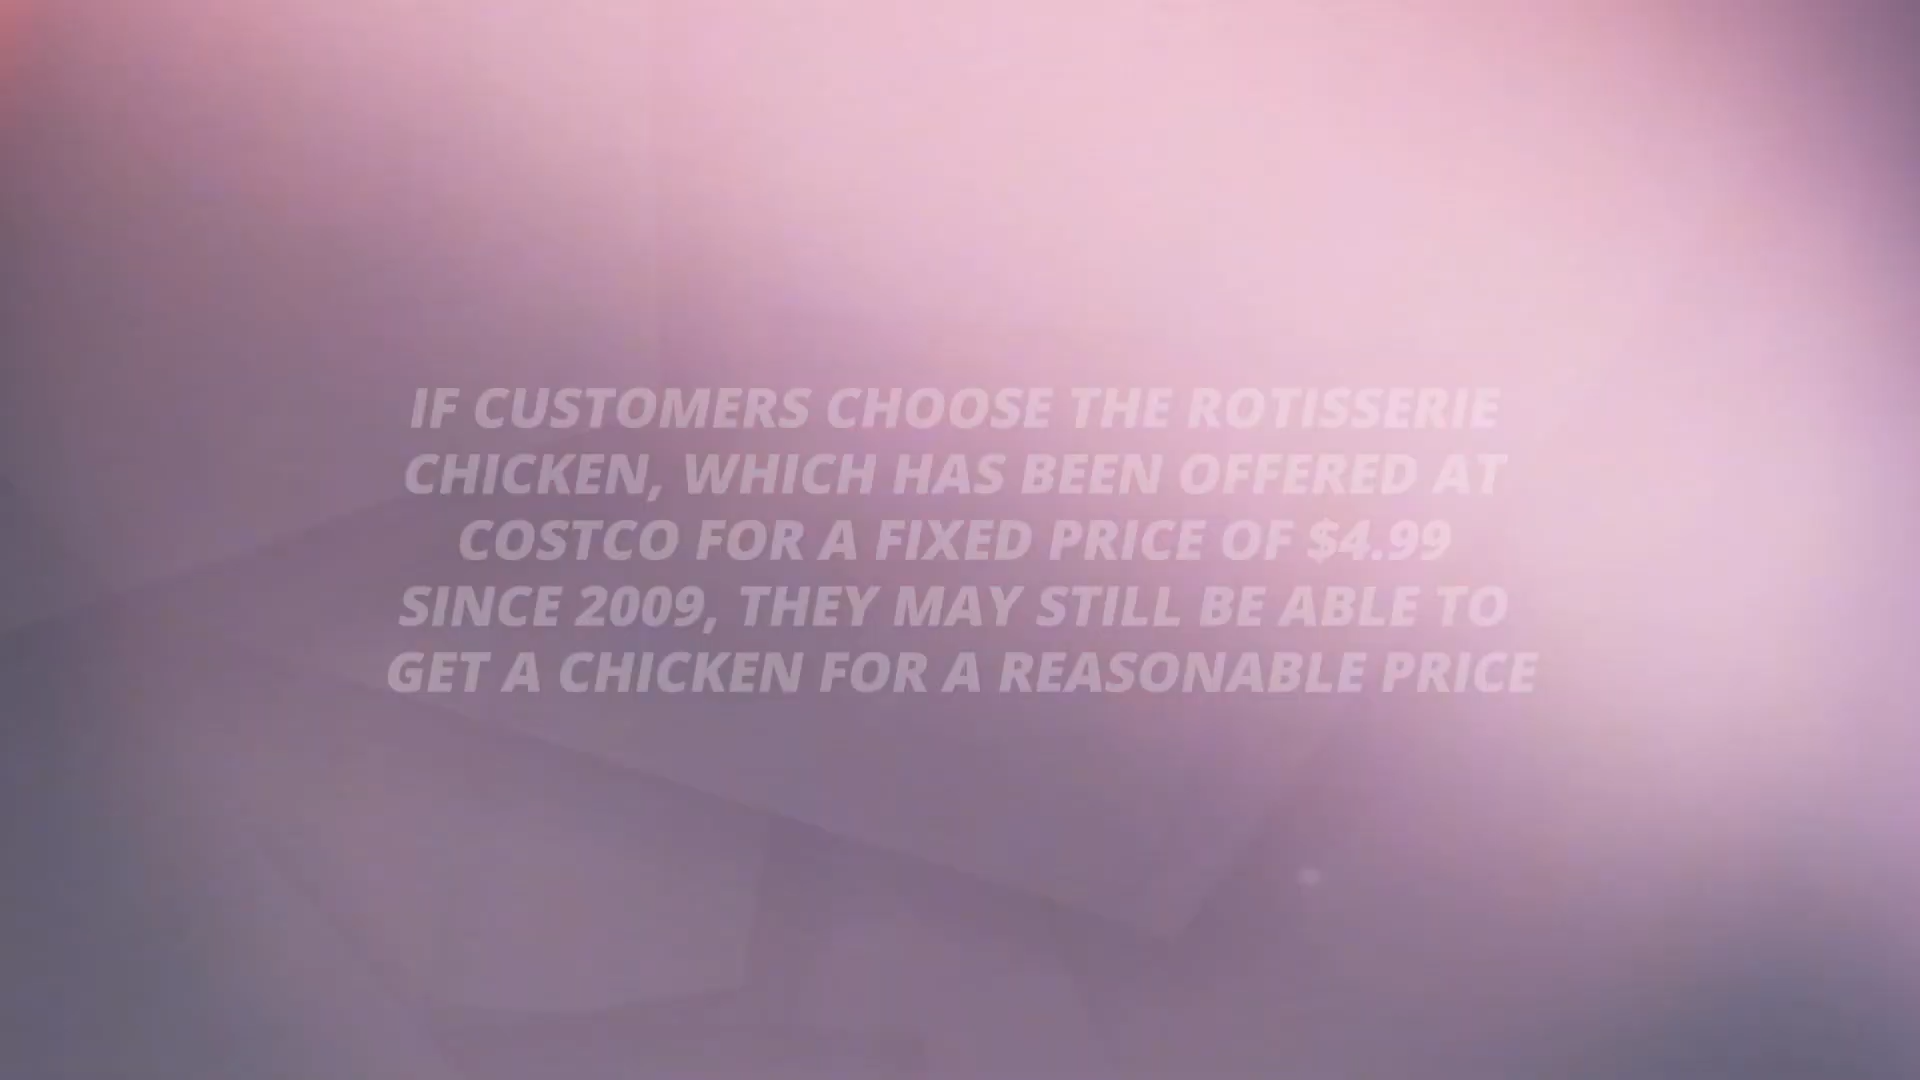 IF CUSTOMERS CHOOSE THE ROTISSERIE
CHICKEN, WHICH HAS BEEN OFFERED AT
COSTCO FOR A FIXED PRICE OF $4.99
SINCE 2009, THEY MAY STILL BE ABLE TO
GET A CHICKEN FOR A REASONABLE PRICE